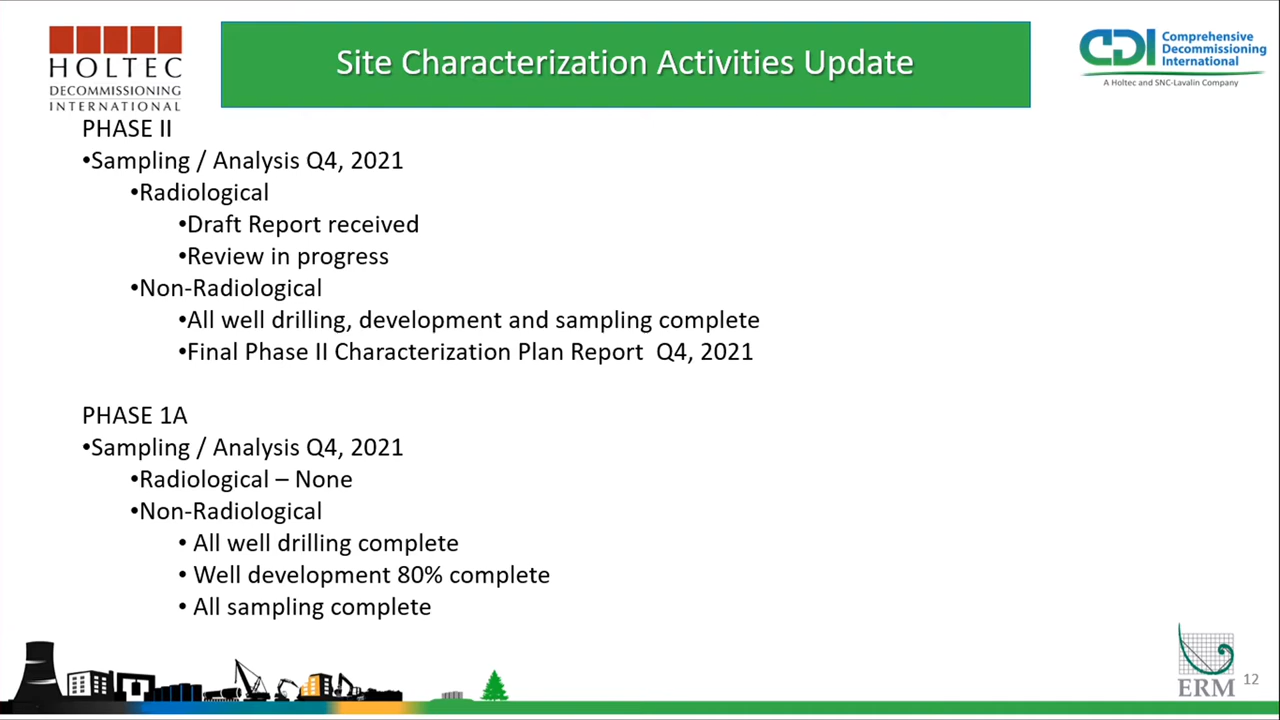 HOLTEC
DECOMMISSIONING
INTERNATIONAL
Site Characterization Activities Update
CDI Comprehensive
Decommissioning
International
A Holtec and SNC-Lavalin Company
PHASE II
•Sampling / Analysis Q4, 2021
•Radiological
•Draft Report received
•Review in progress
•Non-Radiological
•All well drilling, development and sampling complete
•Final Phase II Characterization Plan Report Q4, 2021
PHASE 1A
•Sampling / Analysis Q4, 2021
•Radiological – None
•Non-Radiological
• All well drilling complete
• Well development 80% complete
• All sampling complete
ERM
12